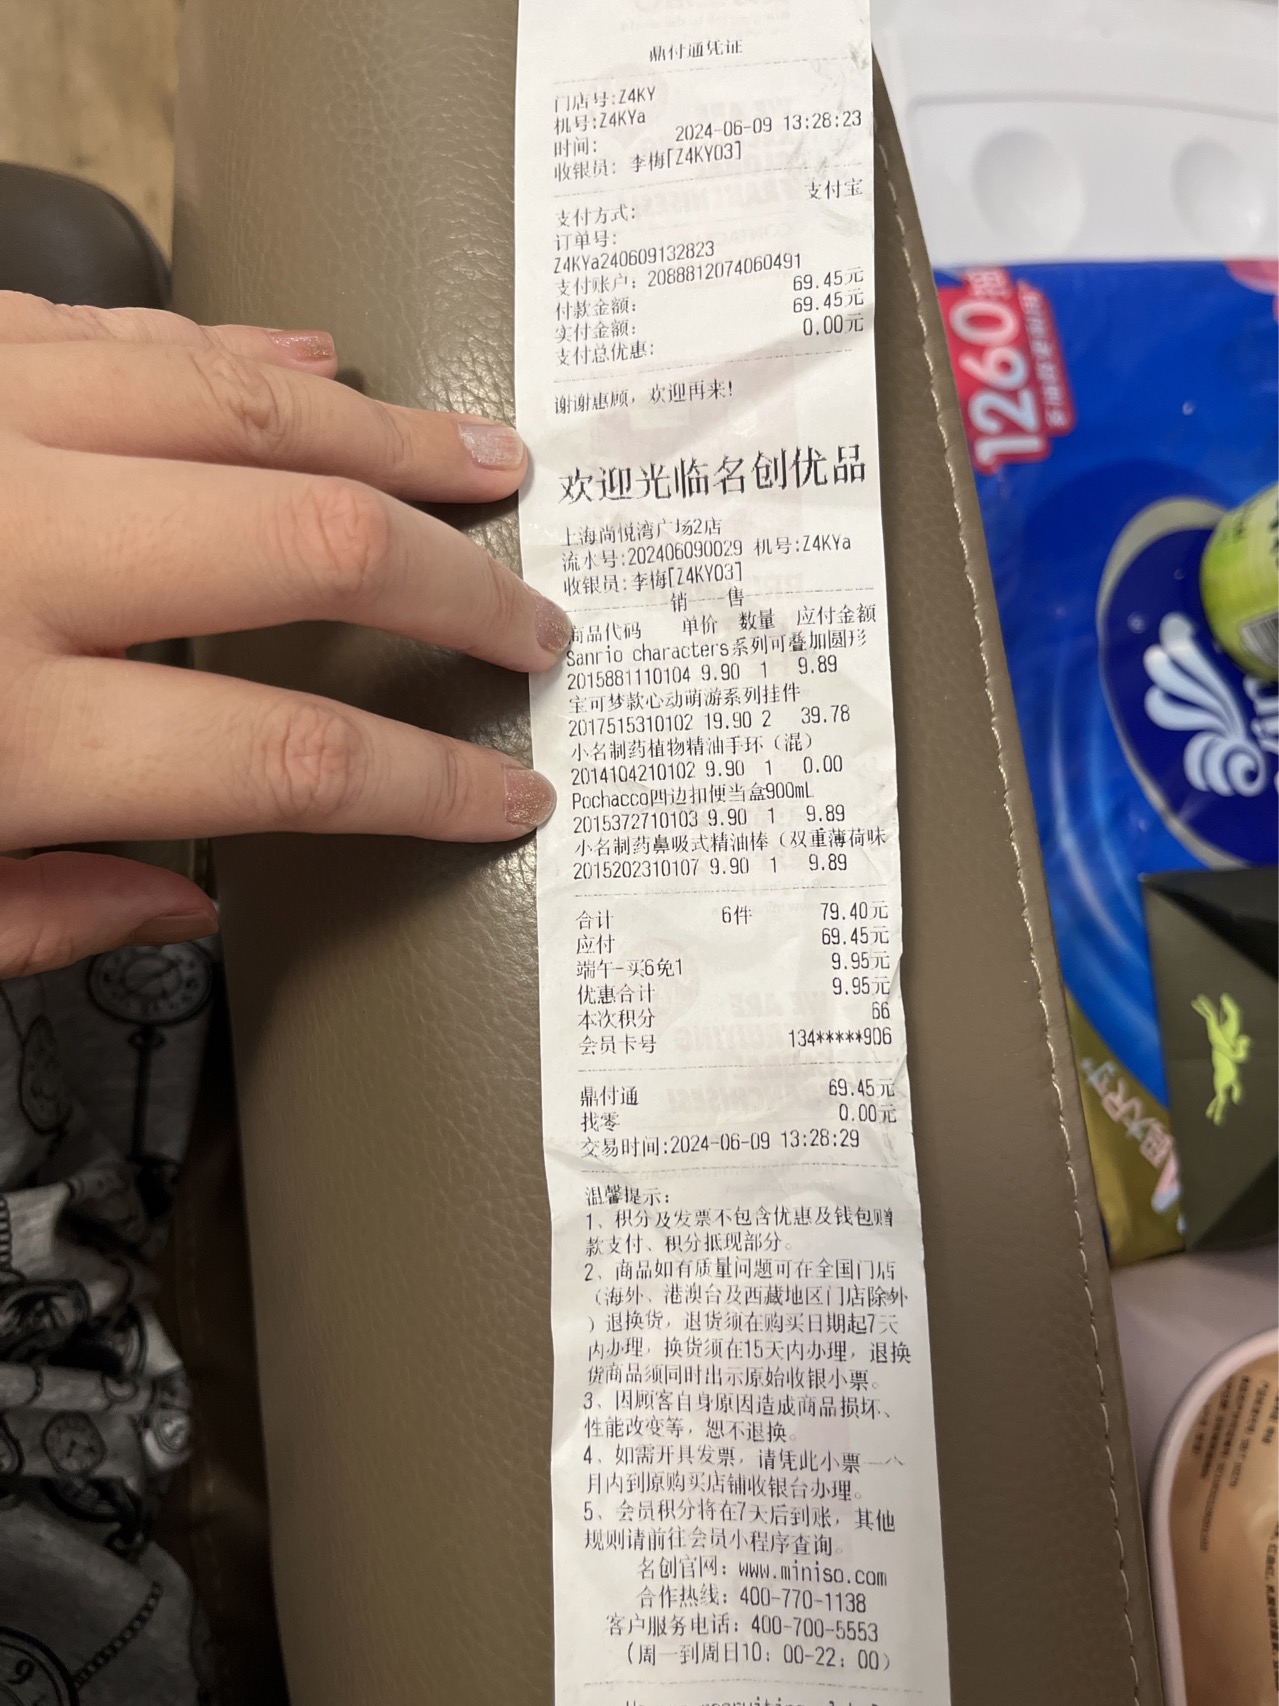 鼎付通凭证
门店号:Z4KY
机号:Z4KYa
时间: 2024-06-09 13:28:23
收银员: 李梅[Z4KY03]
支付方式: 支付宝
订单号:
Z4KYa240609132823
支付账户: 2088812074060491
付款金额: 69.45元
实付金额: 69.45元
支付总优惠: 0.00元
谢谢惠顾, 欢迎再来!
欢迎光临名创优品
上海尚悦湾广场2店
流水号:202406090029 机号:Z4KYa
收银员:李梅[Z4KY03]
销----售
商品代码 单价 数量 应付金额
Sanrio characters系列可叠加圆形
2015881110104 9.90 1 9.89
宝可梦款心动萌游系列挂件
2017515310102 19.90 2 39.78
小名制药植物精油手环（混）
2014104210102 9.90 1 0.00
Pochacco四边扣便当盒900mL
2015372710103 9.90 1 9.89
小名制药鼻吸式精油棒（双重薄荷味
2015202310107 9.90 1 9.89
合计 6件 79.40元
应付 69.45元
端午-买6免1 9.95元
优惠合计 9.95元
本次积分 66
会员卡号 134*****906
鼎付通 69.45元
找零 0.00元
交易时间:2024-06-09 13:28:29
温馨提示:
1、积分及发票不包含优惠及钱包赠
款支付、积分抵现部分。
2、商品如有质量问题可在全国门店
（海外、港澳台及西藏地区门店除外
）退换货，退货须在购买日期起7天
内办理，换货须在15天内办理，退换
货商品须同时出示原始收银小票。
3、因顾客自身原因造成商品损坏、
性能改变等，恕不退换。
4、如需开具发票，请凭此小票一个
月内到原购买店铺收银台办理。
5、会员积分将在7天后到账，其他
规则请前往会员小程序查询。
名创官网: www.miniso.com
合作热线: 400-770-1138
客户服务电话: 400-700-5553
(周一到周日10: 00-22: 00)
1260